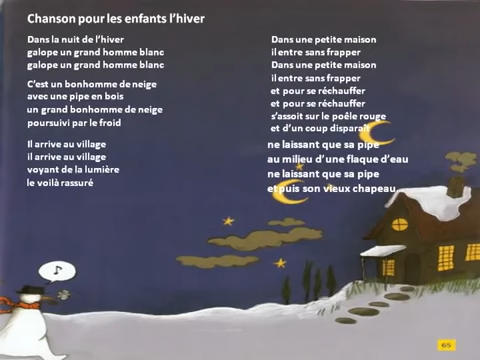 Chanson pour les enfants l’hiver
Dans la nuit de l’hiver
galope un grand homme blanc
galope un grand homme blanc
C’est un bonhomme de neige
avec une pipe en bois
un grand bonhomme de neige
poursuivi par le froid
Il arrive au village
il arrive au village
voyant de la lumière
le voilà rassuré
Dans une petite maison
il entre sans frapper
Dans une petite maison
il entre sans frapper
et pour se réchauffer
et pour se réchauffer
s’assoit sur le poêle rouge
et d’un coup disparaît
ne laissant que sa pipe
au milieu d’une flaque d’eau
ne laissant que sa pipe
et puis son vieux chapeau.
65